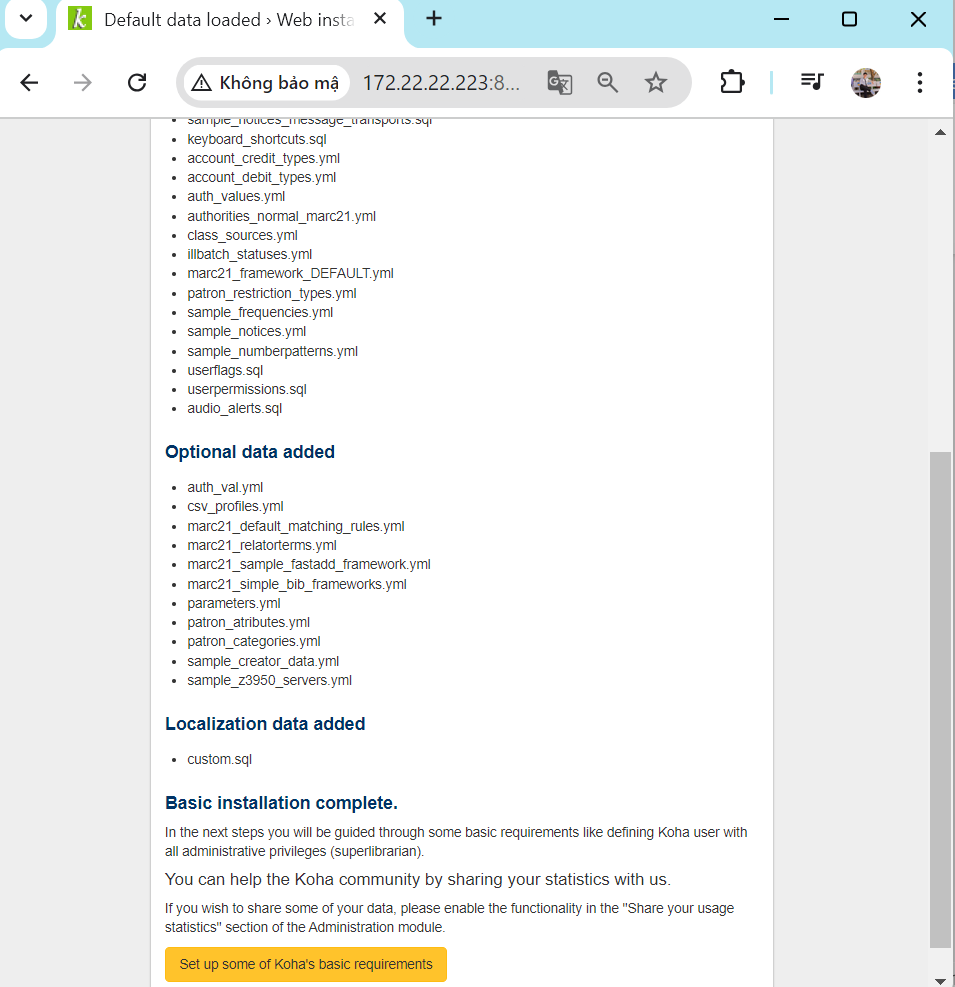 Default data loaded › Web insta
Không bảo mậ
172.22.22.223:8...
sample_notices_message_transports.sql
keyboard_shortcuts.sql
account_credit_types.yml
account_debit_types.yml
auth_values.yml
authorities_normal_marc21.yml
class_sources.yml
illbatch_statuses.yml
marc21_framework_DEFAULT.yml
patron_restriction_types.yml
sample_frequencies.yml
sample_notices.yml
sample_numberpatterns.yml
userflags.sql
userpermissions.sql
audio_alerts.sql
Optional data added
auth_val.yml
csv_profiles.yml
marc21_default_matching_rules.yml
marc21_relatorterms.yml
marc21_sample_fastadd_framework.yml
marc21_simple_bib_frameworks.yml
parameters.yml
patron_atributes.yml
patron_categories.yml
sample_creator_data.yml
sample_z3950_servers.yml
Localization data added
custom.sql
Basic installation complete.
In the next steps you will be guided through some basic requirements like defining Koha user with
all administrative privileges (superlibrarian).
You can help the Koha community by sharing your statistics with us.
If you wish to share some of your data, please enable the functionality in the "Share your usage
statistics" section of the Administration module.
Set up some of Koha's basic requirements